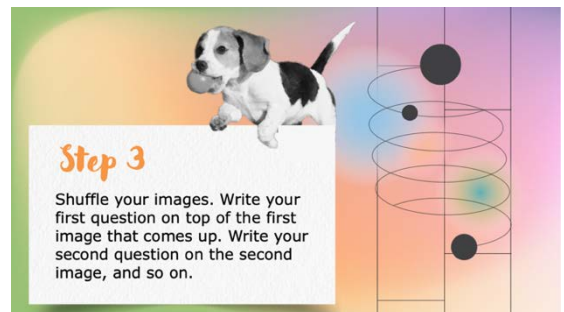 Step 3
Shuffle your images. Write your
first question on top of the first
image that comes up. Write your
second question on the second
image, and so on.